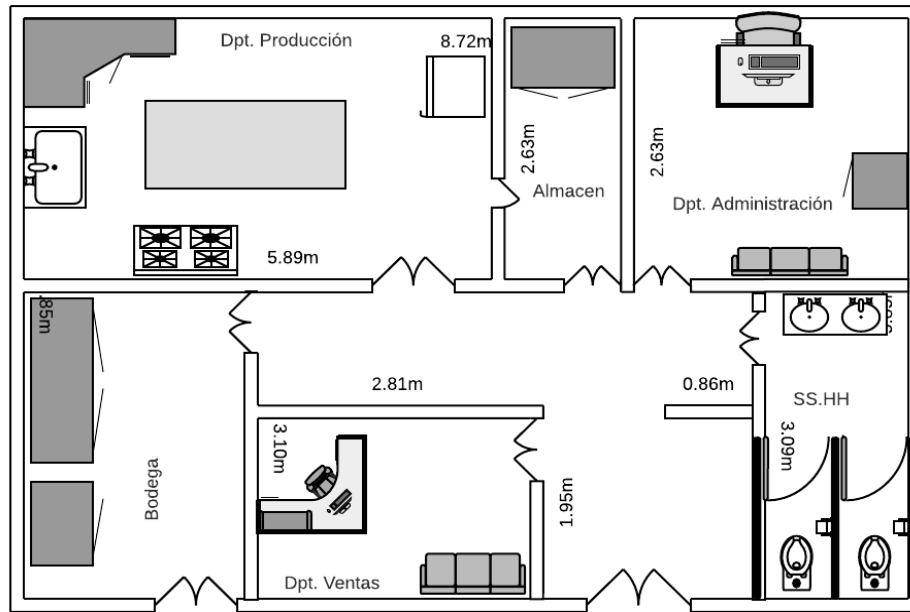 Dpt. Producción
8.72m
2.63m
Almacen
2.63m
Dpt. Administración
5.89m
2.81m
0.86m
SS.HH
3.10m
3.09m
Bodega
1.95m
Dpt. Ventas